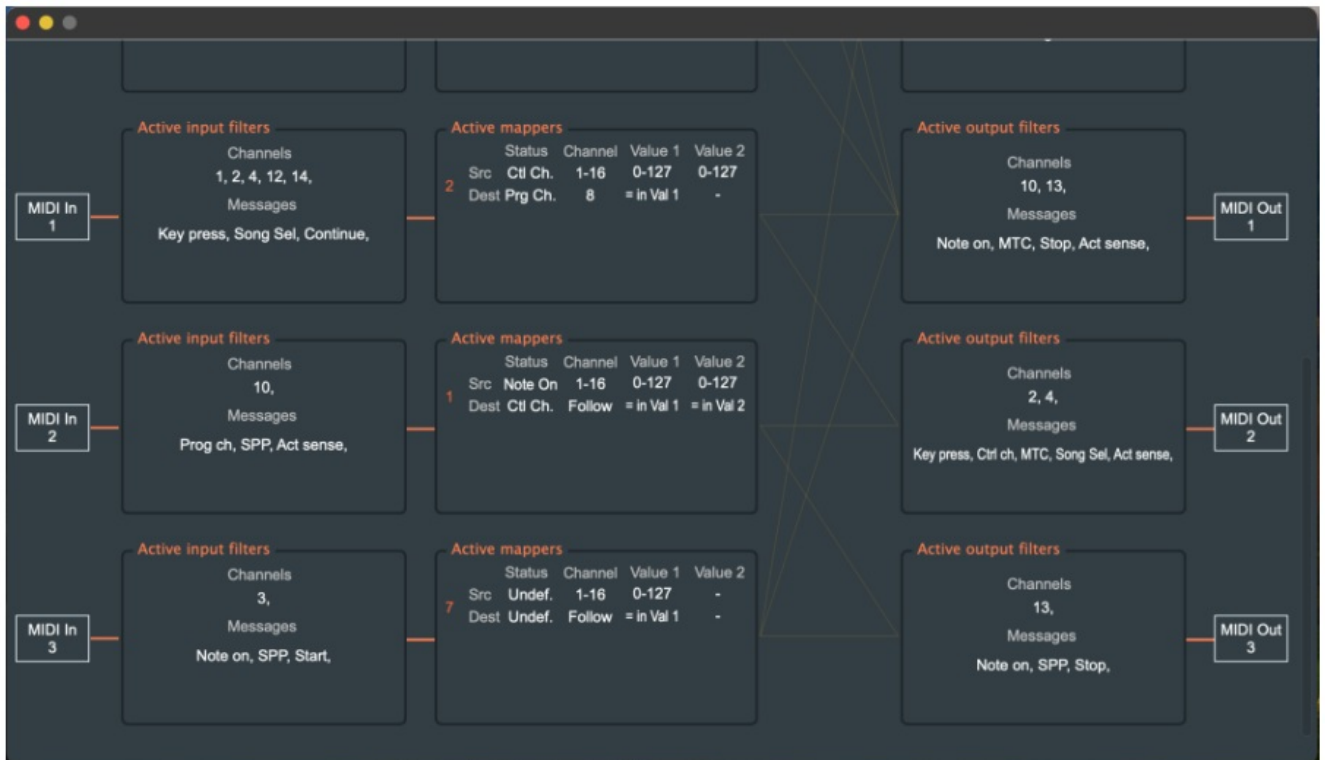 Active input filters
Channels
1, 2, 4, 12, 14,
Messages
Key press, Song Sel, Continue,
MIDI In
1
Active mappers
Status Channel Value 1 Value 2
2
Src Ctl Ch. 1-16 0-127 0-127
Dest Prg Ch. 8 = in Val 1 -
Active output filters
Channels
10, 13,
Messages
Note on, MTC, Stop, Act sense,
MIDI Out
1
Active input filters
Channels
10,
Messages
Prog ch, SPP, Act sense,
MIDI In
2
Active mappers
Status Channel Value 1 Value 2
1
Src Note On 1-16 0-127 0-127
Dest Ctl Ch. Follow = in Val 1 = in Val 2
Channels
2, 4,
Messages
Key press, Ctrl ch, MTC, Song Sel, Act sense,
Active output filters
MIDI Out
2
Active input filters
Channels
3,
Messages
Note on, SPP, Start,
MIDI In
3
Active mappers
Status Channel Value 1 Value 2
7
Src Undef. 1-16 0-127 -
Dest Undef. Follow = in Val 1 -
Active output filters
Channels
13,
Messages
Note on, SPP, Stop,
MIDI Out
3